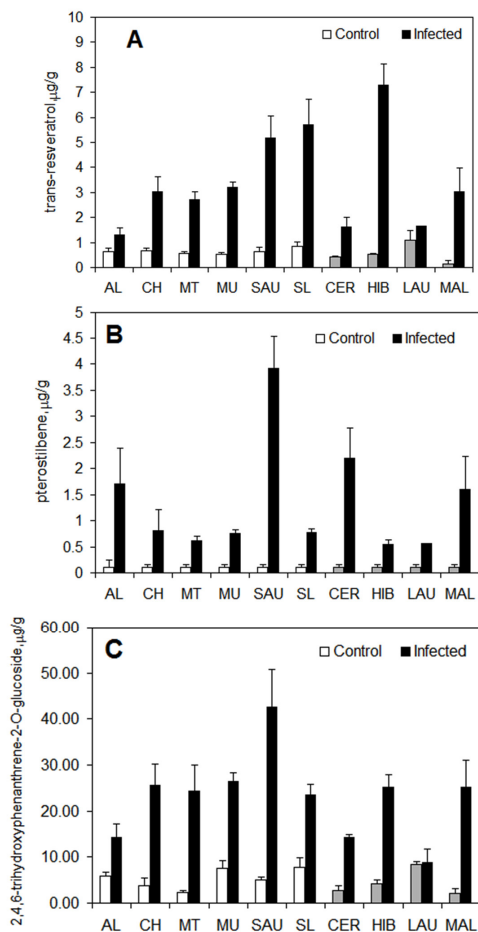 A
Control Infected
trans-resveratrol,µg/g
10
9
8
7
6
5
4
3
2
1
0
AL CH MT MU SAU SL CER HIB LAU MAL
B
Control Infected
pterostilbene,µg/g
5
4.5
4
3.5
3
2.5
2
1.5
1
0.5
0
AL CH MT MU SAU SL CER HIB LAU MAL
C
Control Infected
2,4,6-trihydroxyphenanthrene-2-O-glucoside,µg/g
60.00
50.00
40.00
30.00
20.00
10.00
0.00
AL CH MT MU SAU SL CER HIB LAU MAL